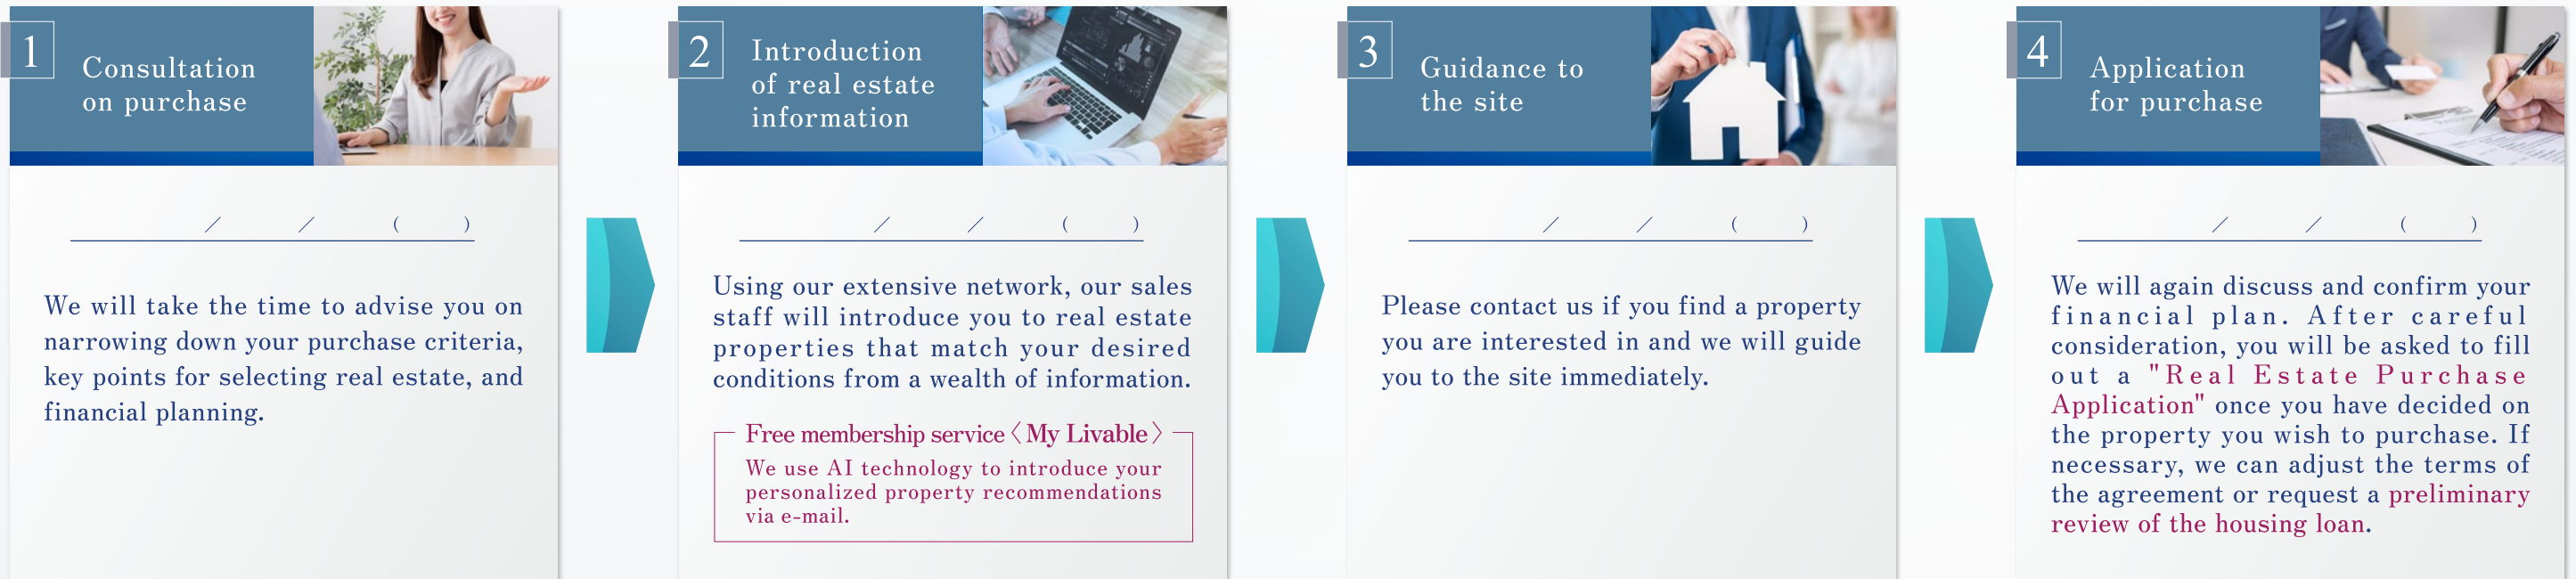 1
Consultation
on purchase
/ / ( )
We will take the time to advise you on
narrowing down your purchase criteria,
key points for selecting real estate, and
financial planning.
2
Introduction
of real estate
information
/ / ( )
Using our extensive network, our sales
staff will introduce you to real estate
properties that match your desired
conditions from a wealth of information.
Free membership service〈My Livable〉
We use AI technology to introduce your
personalized property recommendations
via e-mail.
3
Guidance to
the site
/ / ( )
Please contact us if you find a property
you are interested in and we will guide
you to the site immediately.
4
Application
for purchase
/ / ( )
We will again discuss and confirm your
financial plan. After careful
consideration, you will be asked to fill
out a "Real Estate Purchase
Application" once you have decided on
the property you wish to purchase. If
necessary, we can adjust the terms of
the agreement or request a preliminary
review of the housing loan.